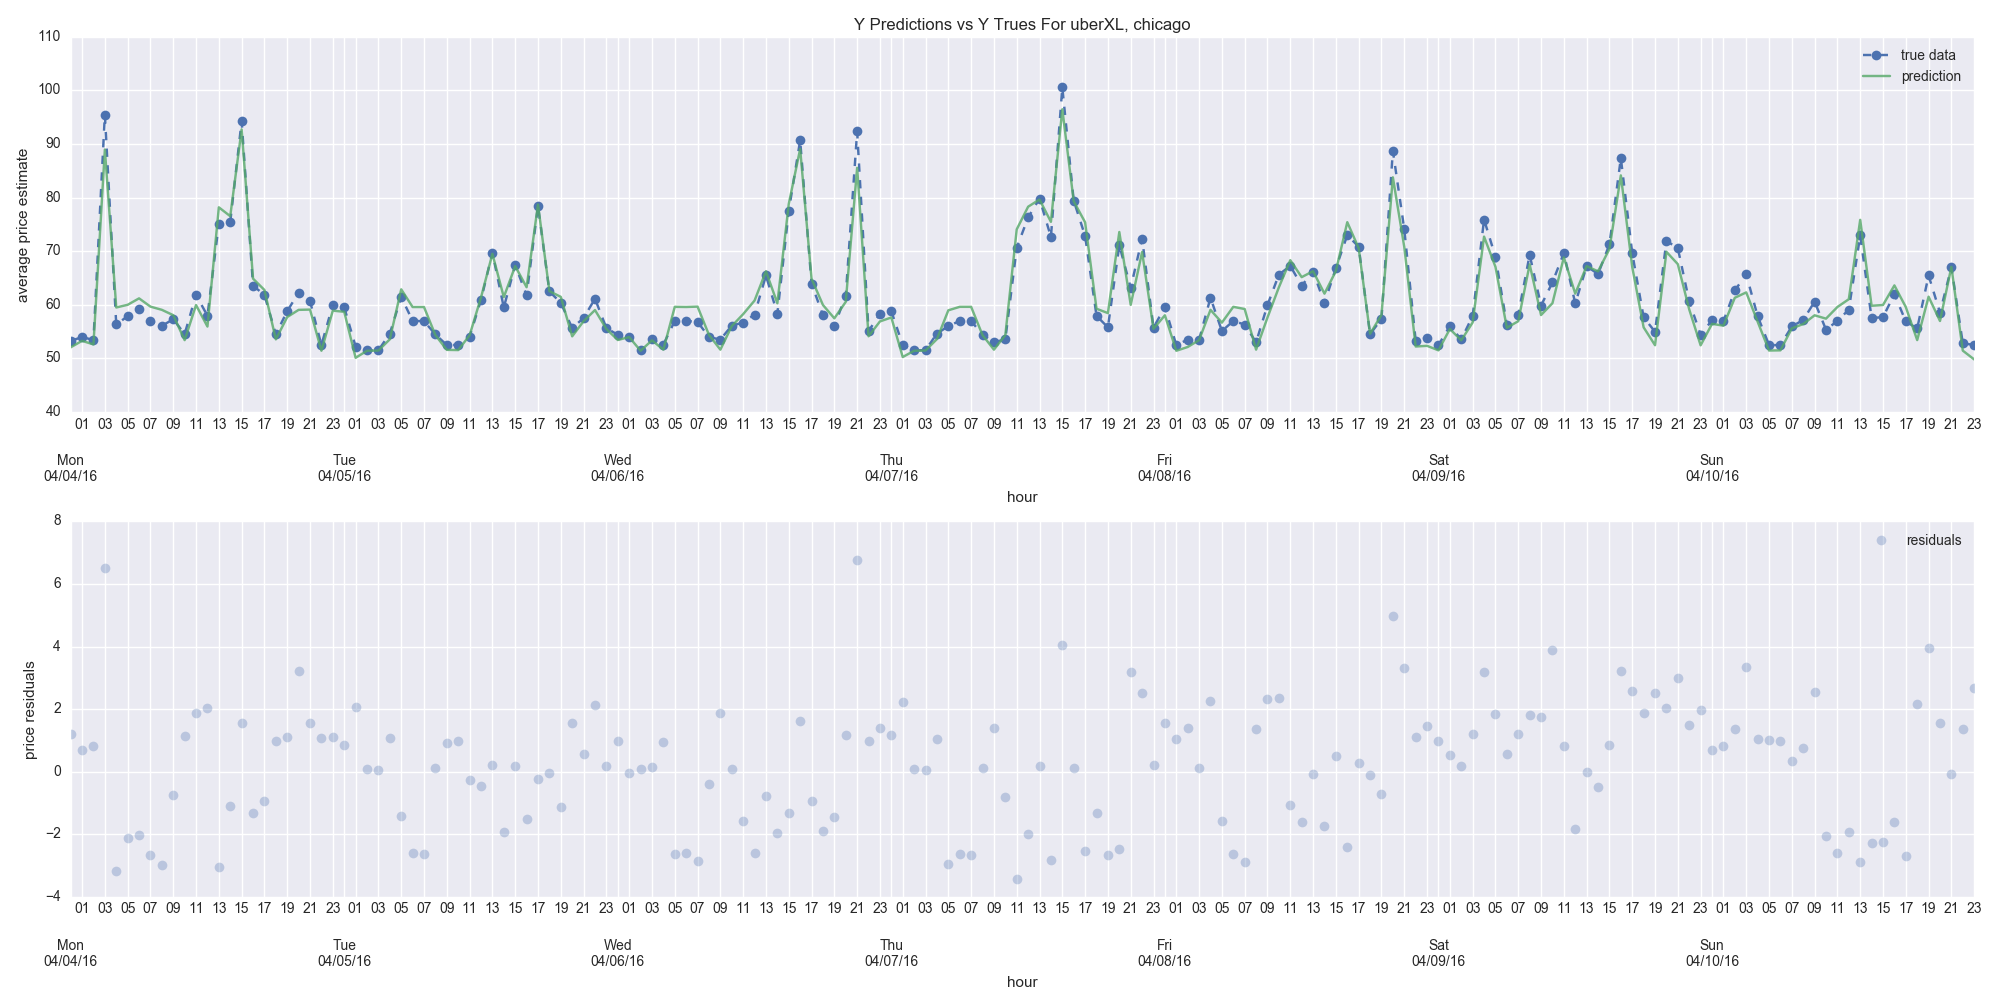 Y Predictions vs Y Trues For uberXL, chicago
110
100
90
80
70
60
50
40
average price estimate
true data
prediction
01 03 05 07 09 11 13 15 17 19 21 23 01 03 05 07 09 11 13 15 17 19 21 23 01 03 05 07 09 11 13 15 17 19 21 23 01 03 05 07 09 11 13 15 17 19 21 23 01 03 05 07 09 11 13 15 17 19 21 23 01 03 05 07 09 11 13 15 17 19 21 23 01 03 05 07 09 11 13 15 17 19 21 23
Mon Tue Wed Thu Fri Sat Sun
04/04/16 04/05/16 04/06/16 04/07/16 04/08/16 04/09/16 04/10/16
hour
8
6
4
2
0
−2
−4
price residuals
residuals
01 03 05 07 09 11 13 15 17 19 21 23 01 03 05 07 09 11 13 15 17 19 21 23 01 03 05 07 09 11 13 15 17 19 21 23 01 03 05 07 09 11 13 15 17 19 21 23 01 03 05 07 09 11 13 15 17 19 21 23 01 03 05 07 09 11 13 15 17 19 21 23 01 03 05 07 09 11 13 15 17 19 21 23
Mon Tue Wed Thu Fri Sat Sun
04/04/16 04/05/16 04/06/16 04/07/16 04/08/16 04/09/16 04/10/16
hour